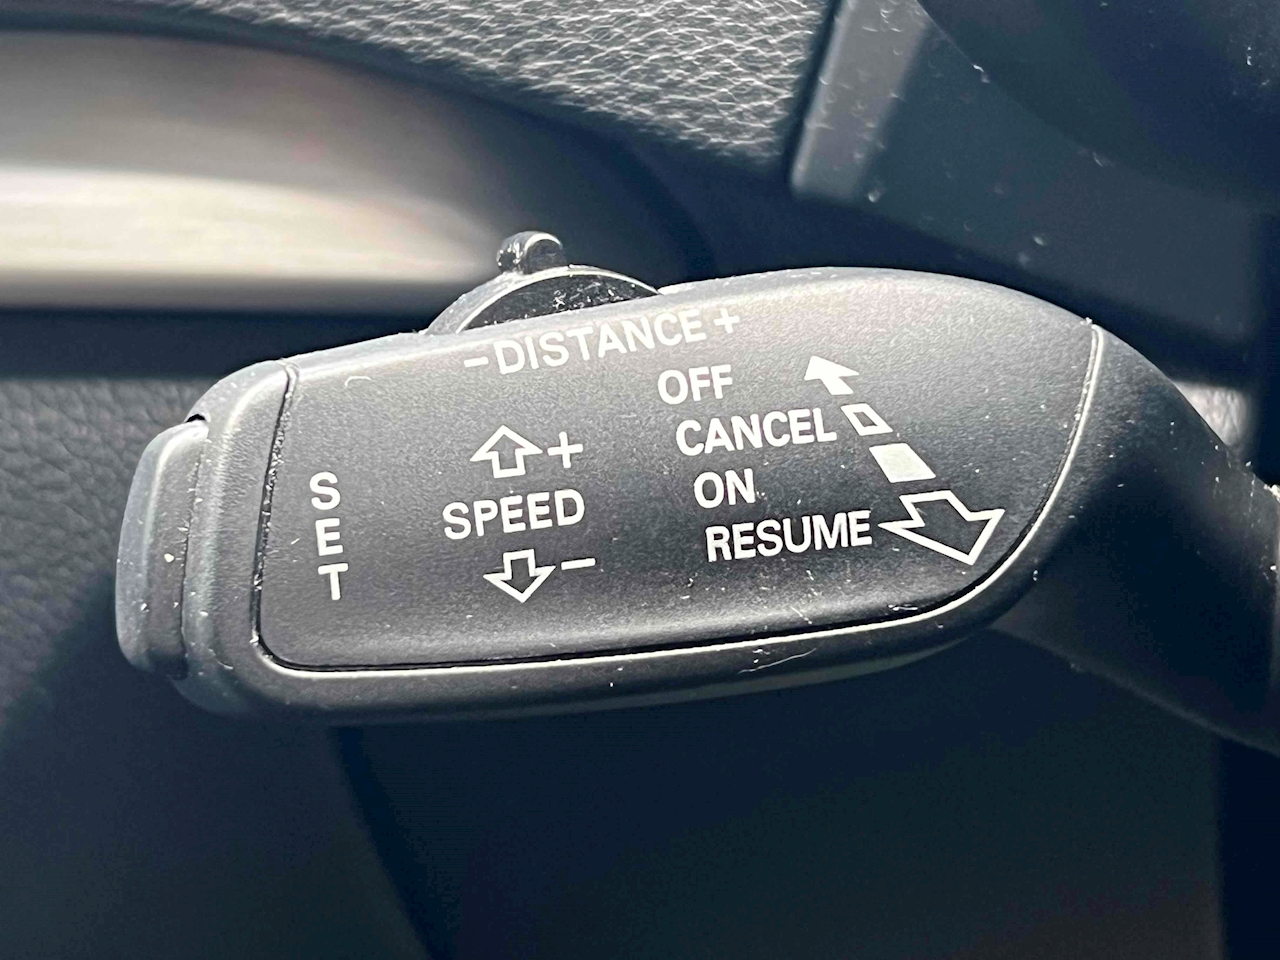 -DISTANCE+
OFF
CANCEL
ON
RESUME
+
SPEED
-
SET